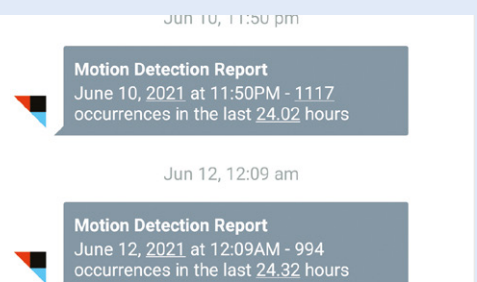 Jun 10, 11:50 pm
Motion Detection Report
June 10, 2021 at 11:50PM - 1117
occurrences in the last 24.02 hours
Jun 12, 12:09 am
Motion Detection Report
June 12, 2021 at 12:09AM - 994
occurrences in the last 24.32 hours